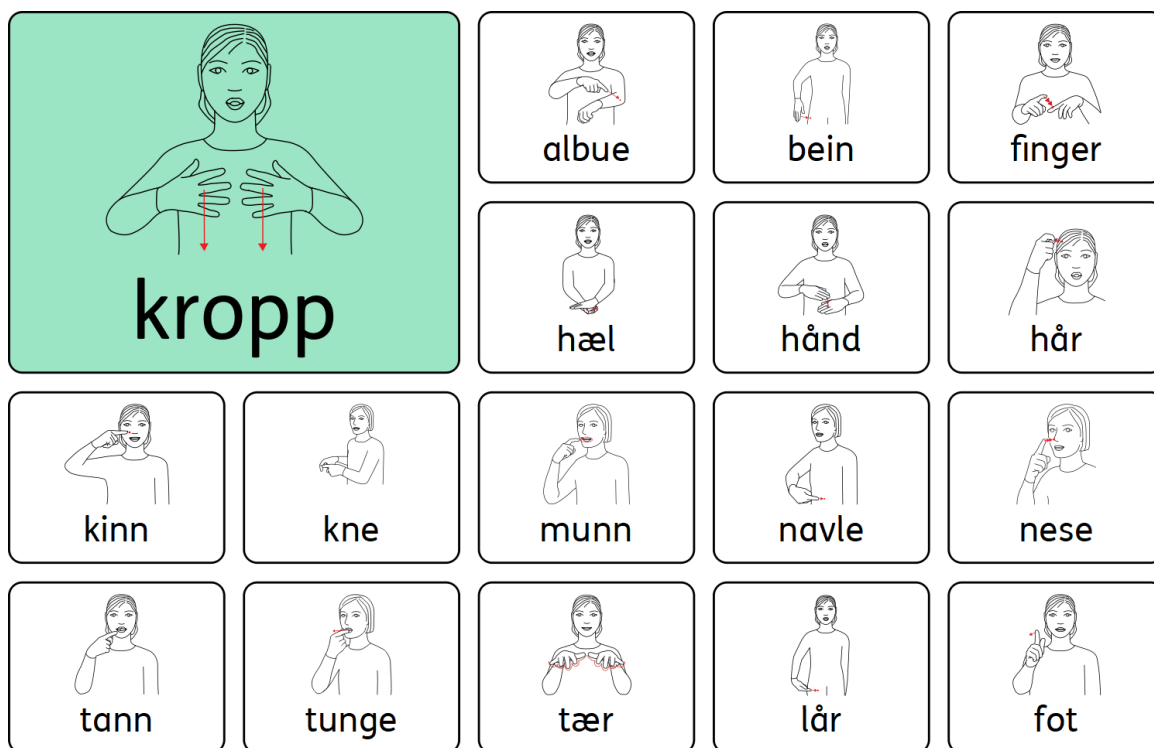 kropp
albue
bein
finger
hæl
hånd
hår
kinn
kne
munn
navle
nese
tann
tunge
tær
lår
fot